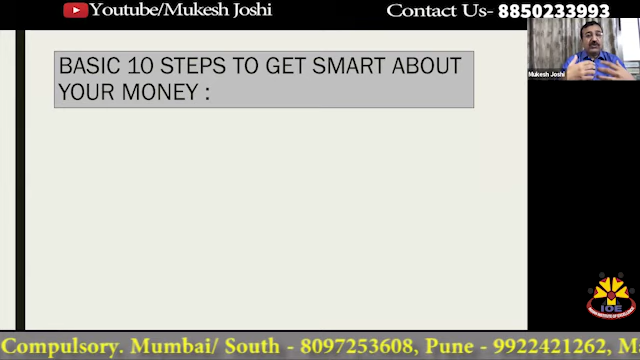 Youtube/Mukesh Joshi
Contact Us- 8850233993
BASIC 10 STEPS TO GET SMART ABOUT
YOUR MONEY :
Mukesh Joshi
IOE
Compulsory. Mumbai/ South - 8097253608, Pune - 9922421262, M